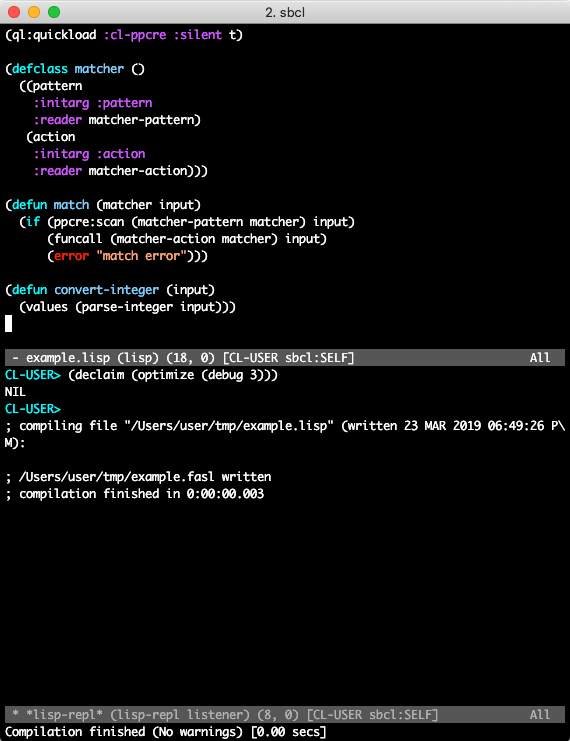 2. sbcl
(ql:quickload :cl-ppcre :silent t)
(defclass matcher ()
  ((pattern
    :initarg :pattern
    :reader matcher-pattern)
   (action
    :initarg :action
    :reader matcher-action)))
(defun match (matcher input)
  (if (ppcre:scan (matcher-pattern matcher) input)
      (funcall (matcher-action matcher) input)
      (error "match error")))
(defun convert-integer (input)
  (values (parse-integer input)))
 - example.lisp (lisp) (18, 0) [CL-USER sbcl:SELF] All
CL-USER> (declaim (optimize (debug 3)))
NIL
CL-USER>
; compiling file "/Users/user/tmp/example.lisp" (written 23 MAR 2019 06:49:26 P\
M):
; /Users/user/tmp/example.fasl written
; compilation finished in 0:00:00.003
 * *lisp-repl* (lisp-repl listener) (8, 0) [CL-USER sbcl:SELF] All
Compilation finished (No warnings) [0.00 secs]